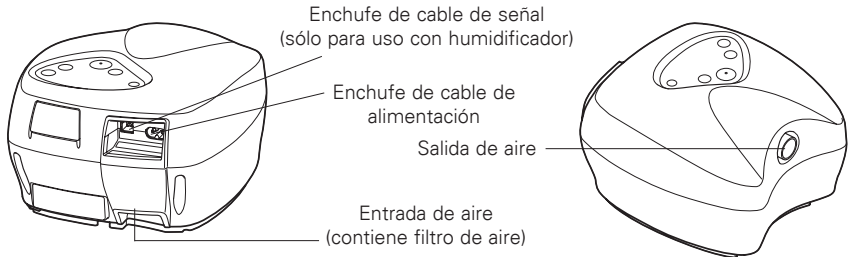 Enchufe de cable de señal
(sólo para uso con humidificador)
Enchufe de cable de
alimentación
Salida de aire
Entrada de aire
(contiene filtro de aire)